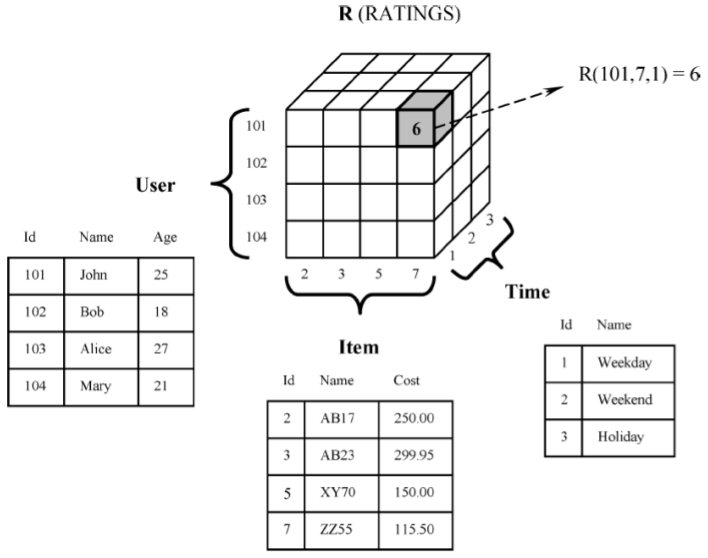 R (RATINGS)
R(101,7,1) = 6
6
101
102
103
104
User
2 3 5 7
1
2
3
Time
Item
Id Name Age
101 John 25
102 Bob 18
103 Alice 27
104 Mary 21
Id Name Cost
2 AB17 250.00
3 AB23 299.95
5 XY70 150.00
7 ZZ55 115.50
Id Name
1 Weekday
2 Weekend
3 Holiday